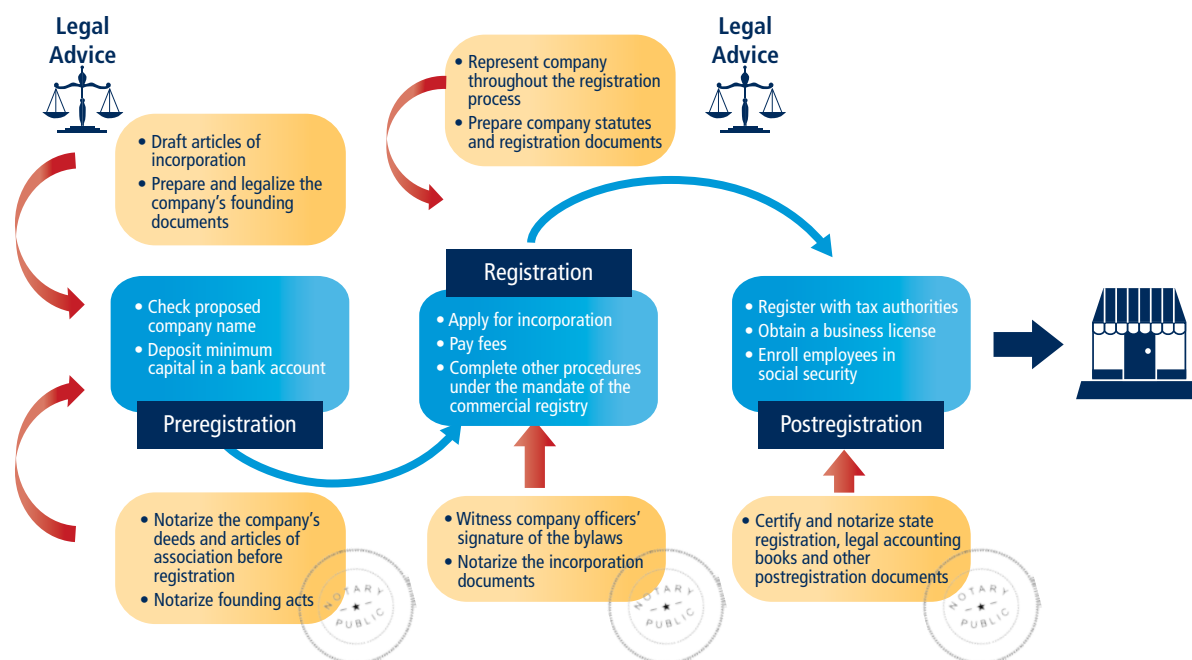 Legal
Advice
• Draft articles of
incorporation
• Prepare and legalize the
company’s founding
documents
• Represent company
throughout the registration
process
• Prepare company statutes
and registration documents
Legal
Advice
• Check proposed
company name
• Deposit minimum
capital in a bank account
Preregistration
Registration
• Apply for incorporation
• Pay fees
• Complete other procedures
under the mandate of the
commercial registry
• Register with tax authorities
• Obtain a business license
• Enroll employees in
social security
Postregistration
• Notarize the company’s
deeds and articles of
association before
registration
• Notarize founding acts
NOTARY
PUBLIC
• Witness company officers’
signature of the bylaws
• Notarize the incorporation
documents
NOTARY
PUBLIC
• Certify and notarize state
registration, legal accounting
books and other
postregistration documents
NOTARY
PUBLIC